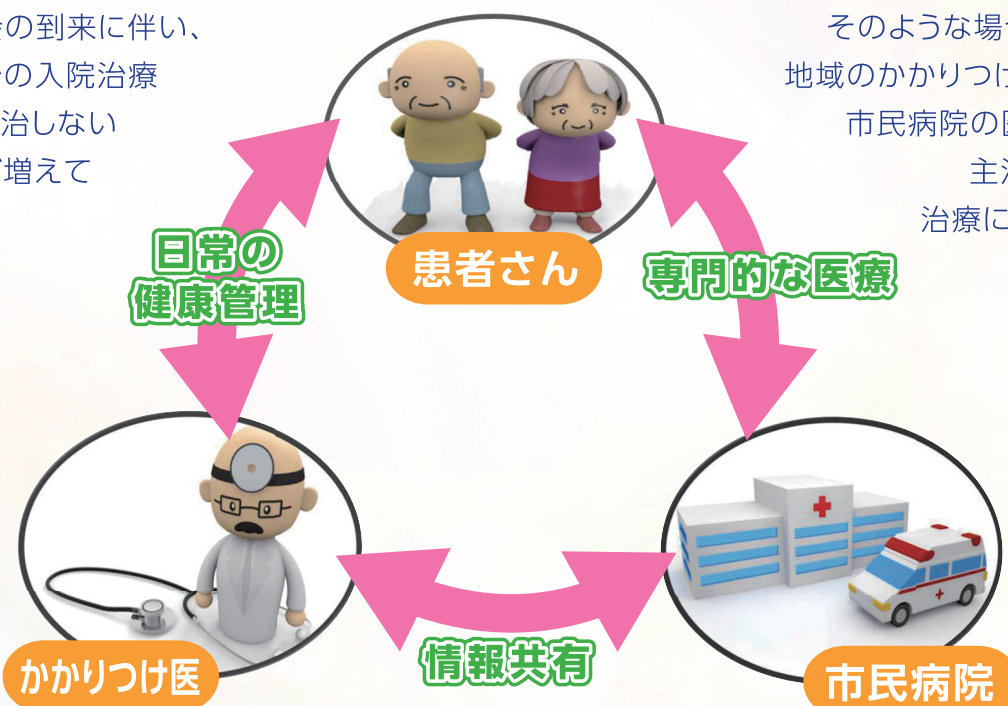 の到来に伴い、
の入院治療
治しない
増えて
そのような場
地域のかかりつけ
市民病院の
主
治療に
患者さん
日常の
健康管理
専門的な医療
かかりつけ医
情報共有
市民病院